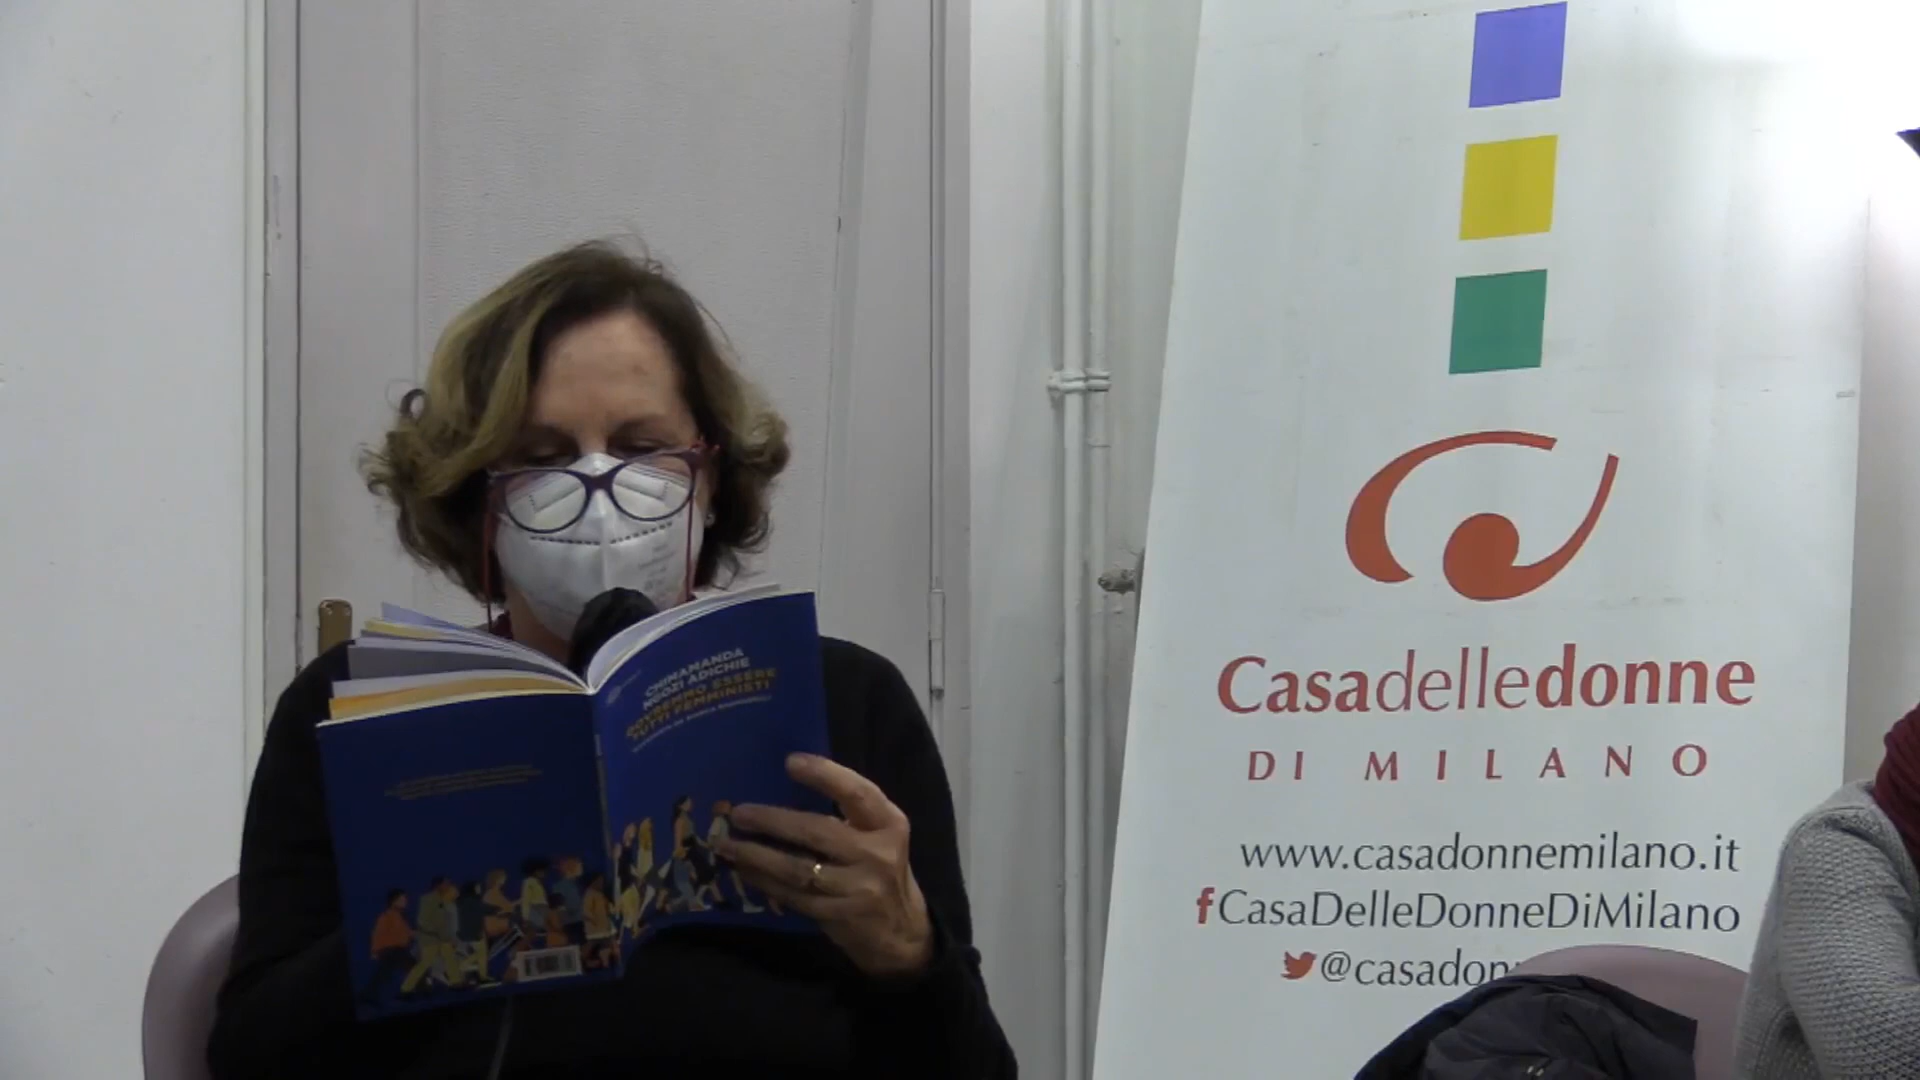 CHIMAMANDA
NGOZI ADICHIE
DOVREMMO ESSERE
TUTTI FEMMINISTI
Casadelledonne
DI MILANO
www.casadonnemilano.it
fCasaDelleDonneDiMilano
@casadon